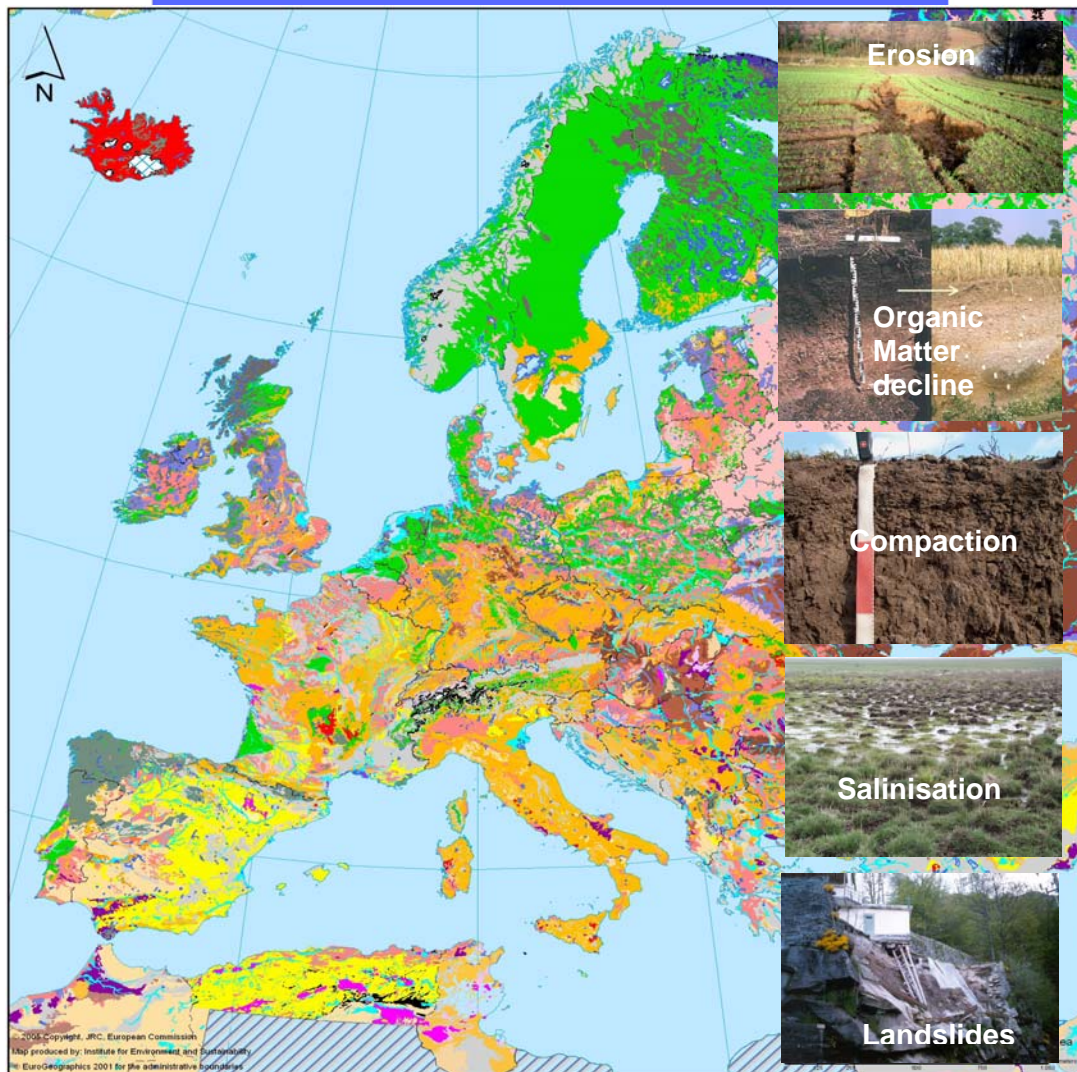 N
Erosion
Organic
Matter
decline
Compaction
Salinisation
Landslides
© 2005 Copyright, JRC, European Commission
Map produced by: Institute for Environment and Sustainability
EuroGeographics 2001 for the administrative boundaries